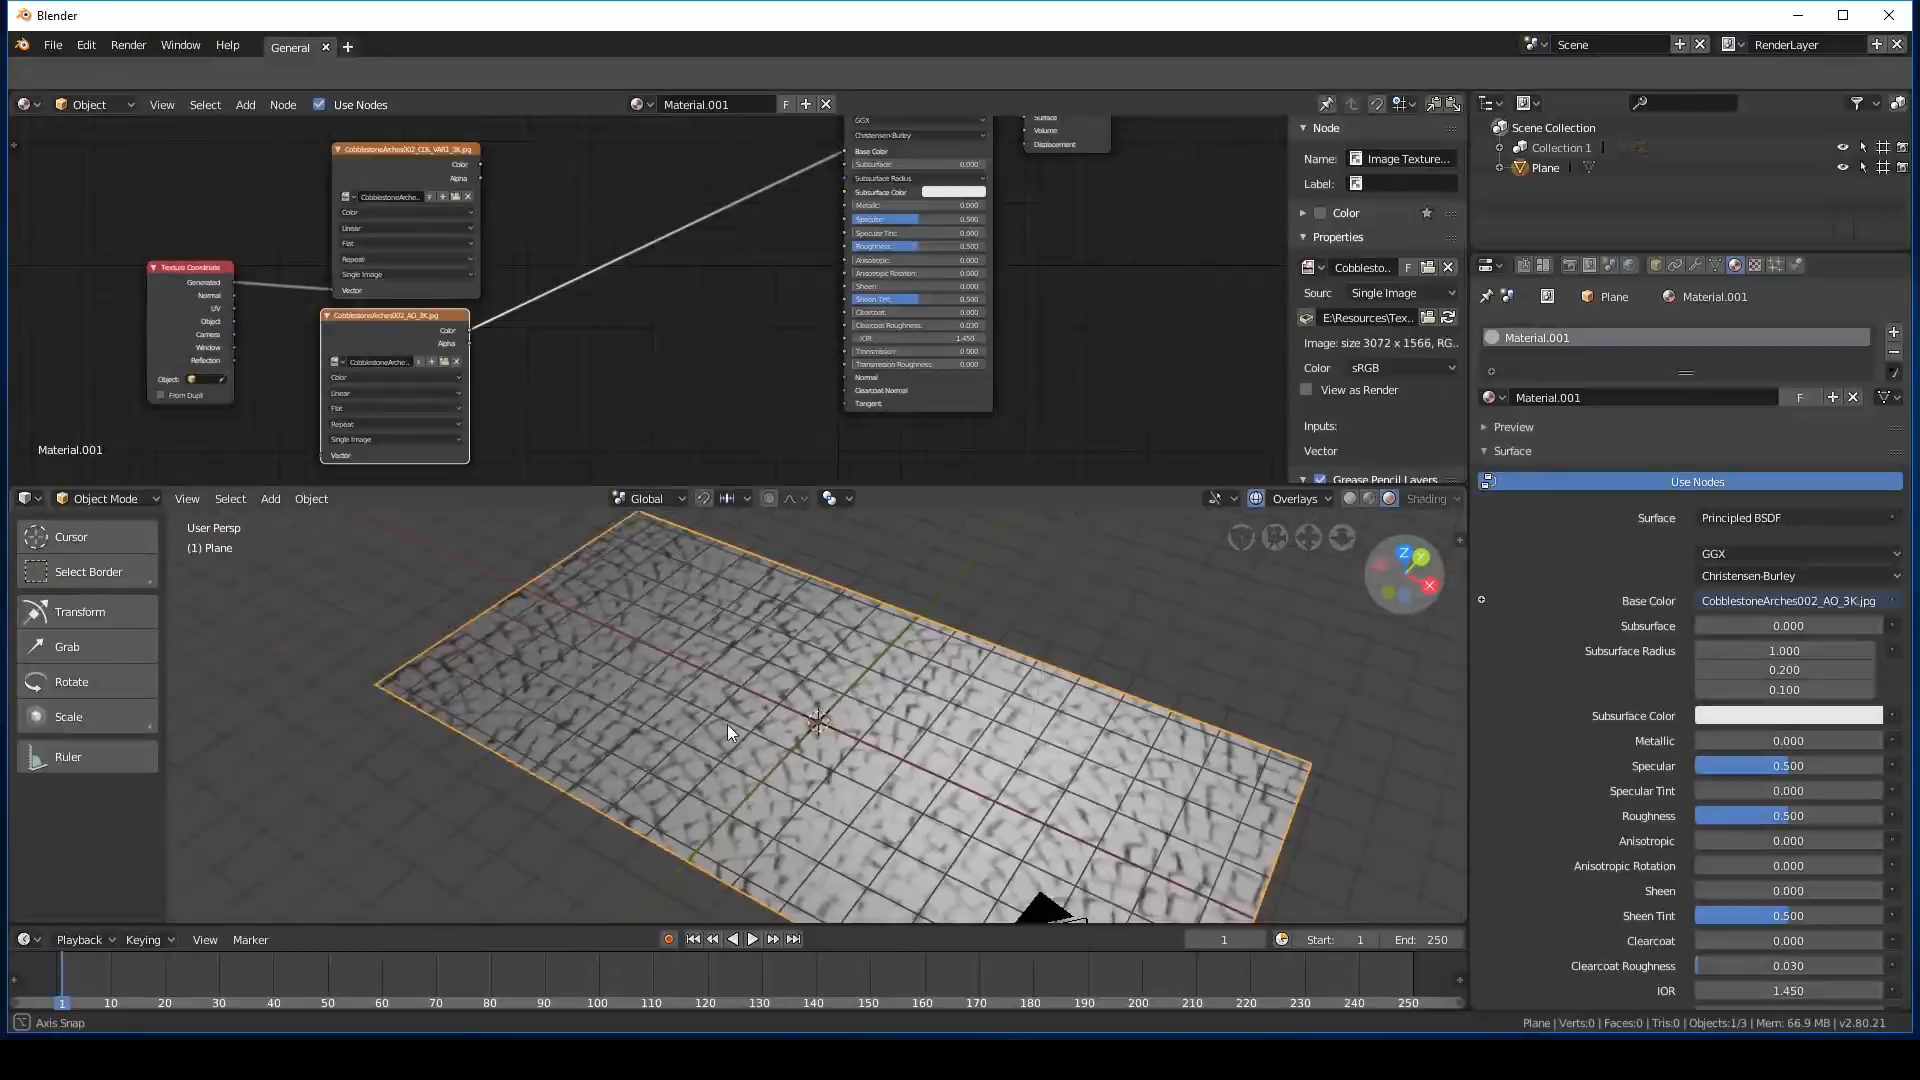 Blender
File Edit Render Window Help General Scene RenderLayer
Object View Select Add Node Use Nodes Material.001 F
CobblestoneArches002_COL_VAR1_3K.jpg
Color
Alpha
CobblestoneArche.. F
Color
Linear
Flat
Repeat
Single Image
Vector
Texture Coordinate
Generated
Normal
UV
Object
Camera
Window
Reflection
Object:
From Dupli
CobblestoneArches002_AO_3K.jpg
Color
Alpha
CobblestoneArche.. F
Color
Linear
Flat
Repeat
Single Image
Vector
Material.001
GGX
Christensen-Burley
Base Color
Subsurface: 0.000
Subsurface Radius
Subsurface Color
Metallic: 0.000
Specular: 0.500
Specular Tint: 0.000
Roughness: 0.500
Anisotropic: 0.000
Anisotropic Rotation: 0.000
Sheen: 0.000
Sheen Tint: 0.500
Clearcoat: 0.000
Clearcoat Roughness: 0.030
IOR: 1.450
Transmission: 0.000
Transmission Roughness: 0.000
Normal
Clearcoat Normal
Tangent
Surface
Volume
Displacement
Node
Name: Image Texture...
Label:
Color
Properties
Cobblesto.. F
Sourc Single Image
E:\Resources\Tex..
Image: size 3072 x 1566, RG..
Color sRGB
View as Render
Inputs:
Vector
Grease Pencil Layers
Scene Collection
Collection 1
Plane
Plane Material.001
Material.001
Material.001 F
Preview
Surface
Use Nodes
Surface Principled BSDF
GGX
Christensen-Burley
Base Color CobblestoneArches002_AO_3K.jpg
Subsurface 0.000
Subsurface Radius 1.000
0.200
0.100
Subsurface Color
Metallic 0.000
Specular 0.500
Specular Tint 0.000
Roughness 0.500
Anisotropic 0.000
Anisotropic Rotation 0.000
Sheen 0.000
Sheen Tint 0.500
Clearcoat 0.000
Clearcoat Roughness 0.030
IOR 1.450
Object Mode View Select Add Object Global Overlays Shading
Cursor
Select Border
Transform
Grab
Rotate
Scale
Ruler
User Persp
(1) Plane
Z
Y
X
Playback Keying View Marker 1 Start: 1 End: 250
1 10 20 30 40 50 60 70 80 90 100 110 120 130 140 150 160 170 180 190 200 210 220 230 240 250
Axis Snap
Plane | Verts:0 | Faces:0 | Tris:0 | Objects:1/3 | Mem: 66.9 MB | v2.80.21